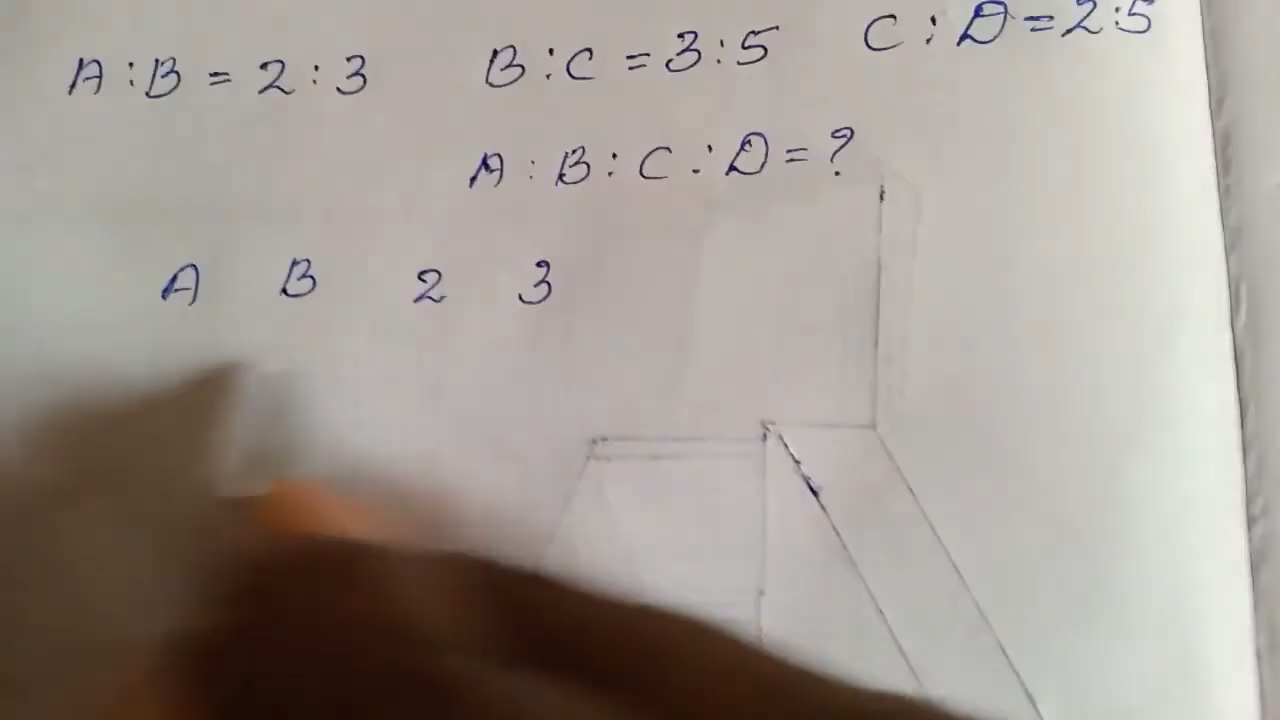 A : B = 2 : 3 B : C = 3 : 5 C : D = 2 : 5
A : B : C : D = ?
A B 2 3